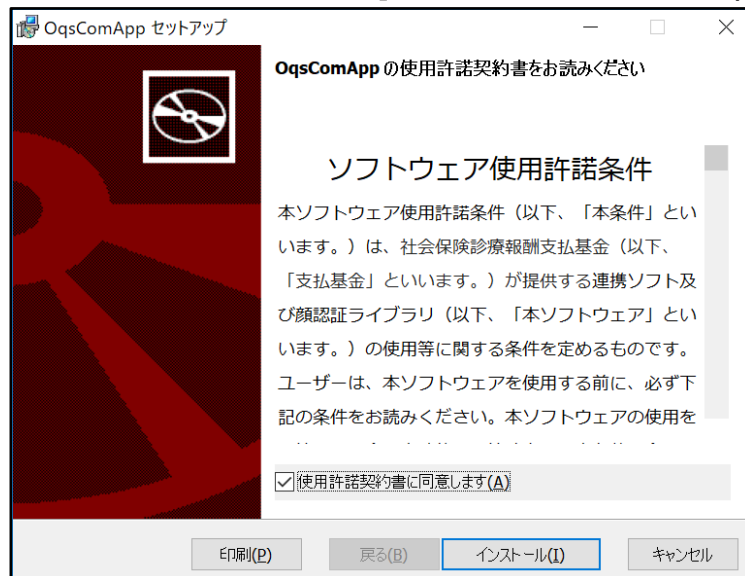 OqsComApp セットアップ
OqsComApp の使用許諾契約書をお読みください
ソフトウェア使用許諾条件
本ソフトウェア使用許諾条件（以下、「本条件」とい
います。）は、社会保険診療報酬支払基金（以下、
「支払基金」といいます。）が提供する連携ソフト及
び顔認証ライブラリ（以下、「本ソフトウェア」とい
います。）の使用等に関する条件を定めるものです。
ユーザーは、本ソフトウェアを使用する前に、必ず下
記の条件をお読みください。本ソフトウェアの使用を
使用許諾契約書に同意します(A)
印刷(P) 戻る(B) インストール(I) キャンセル